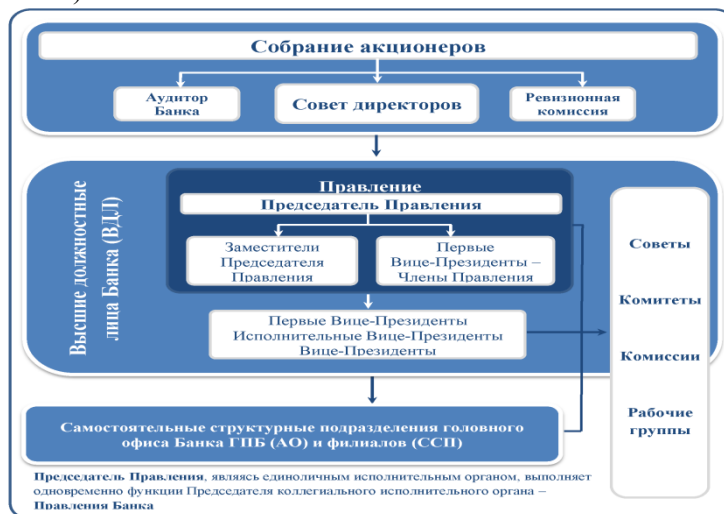 Собрание акционеров
Аудитор
Банка
Совет директоров
Ревизионная
комиссия
Высшие должностные
лица Банка (ВДЛ)
Правление
Председатель Правления
Заместители
Председателя
Правления
Первые
Вице-Президенты –
Члены Правления
Первые Вице-Президенты
Исполнительные Вице-Президенты
Вице-Президенты
Советы
Комитеты
Комиссии
Рабочие
группы
Самостоятельные структурные подразделения головного
офиса Банка ГПБ (АО) и филиалов (ССП)
Председатель Правления, являясь единоличным исполнительным органом, выполняет
одновременно функции Председателя коллегиального исполнительного органа –
Правления Банка